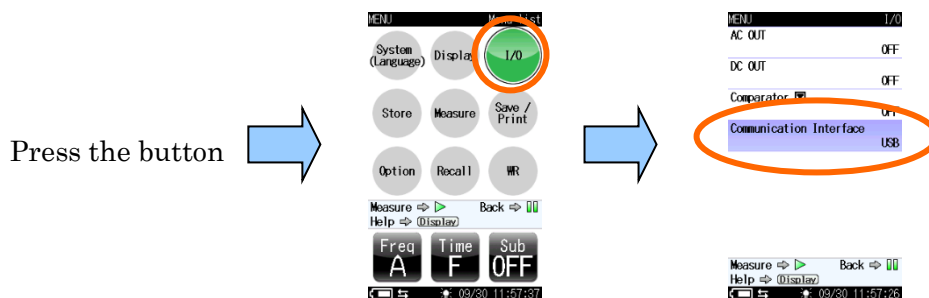 Press the button
MENU Menu List
System
(Language)
Display
I/O
Store
Measure
Save /
Print
Option
Recall
WR
Measure ⇨ ▷ Back ⇨ ▯▯
Help ⇨ Display
Freq
A
Time
F
Sub
OFF
09/30 11:57:37
MENU I/O
AC OUT
OFF
DC OUT
OFF
Comparator ▼
OFF
Communication Interface
USB
Measure ⇨ ▷ Back ⇨ ▯▯
Help ⇨ Display
09/30 11:57:26